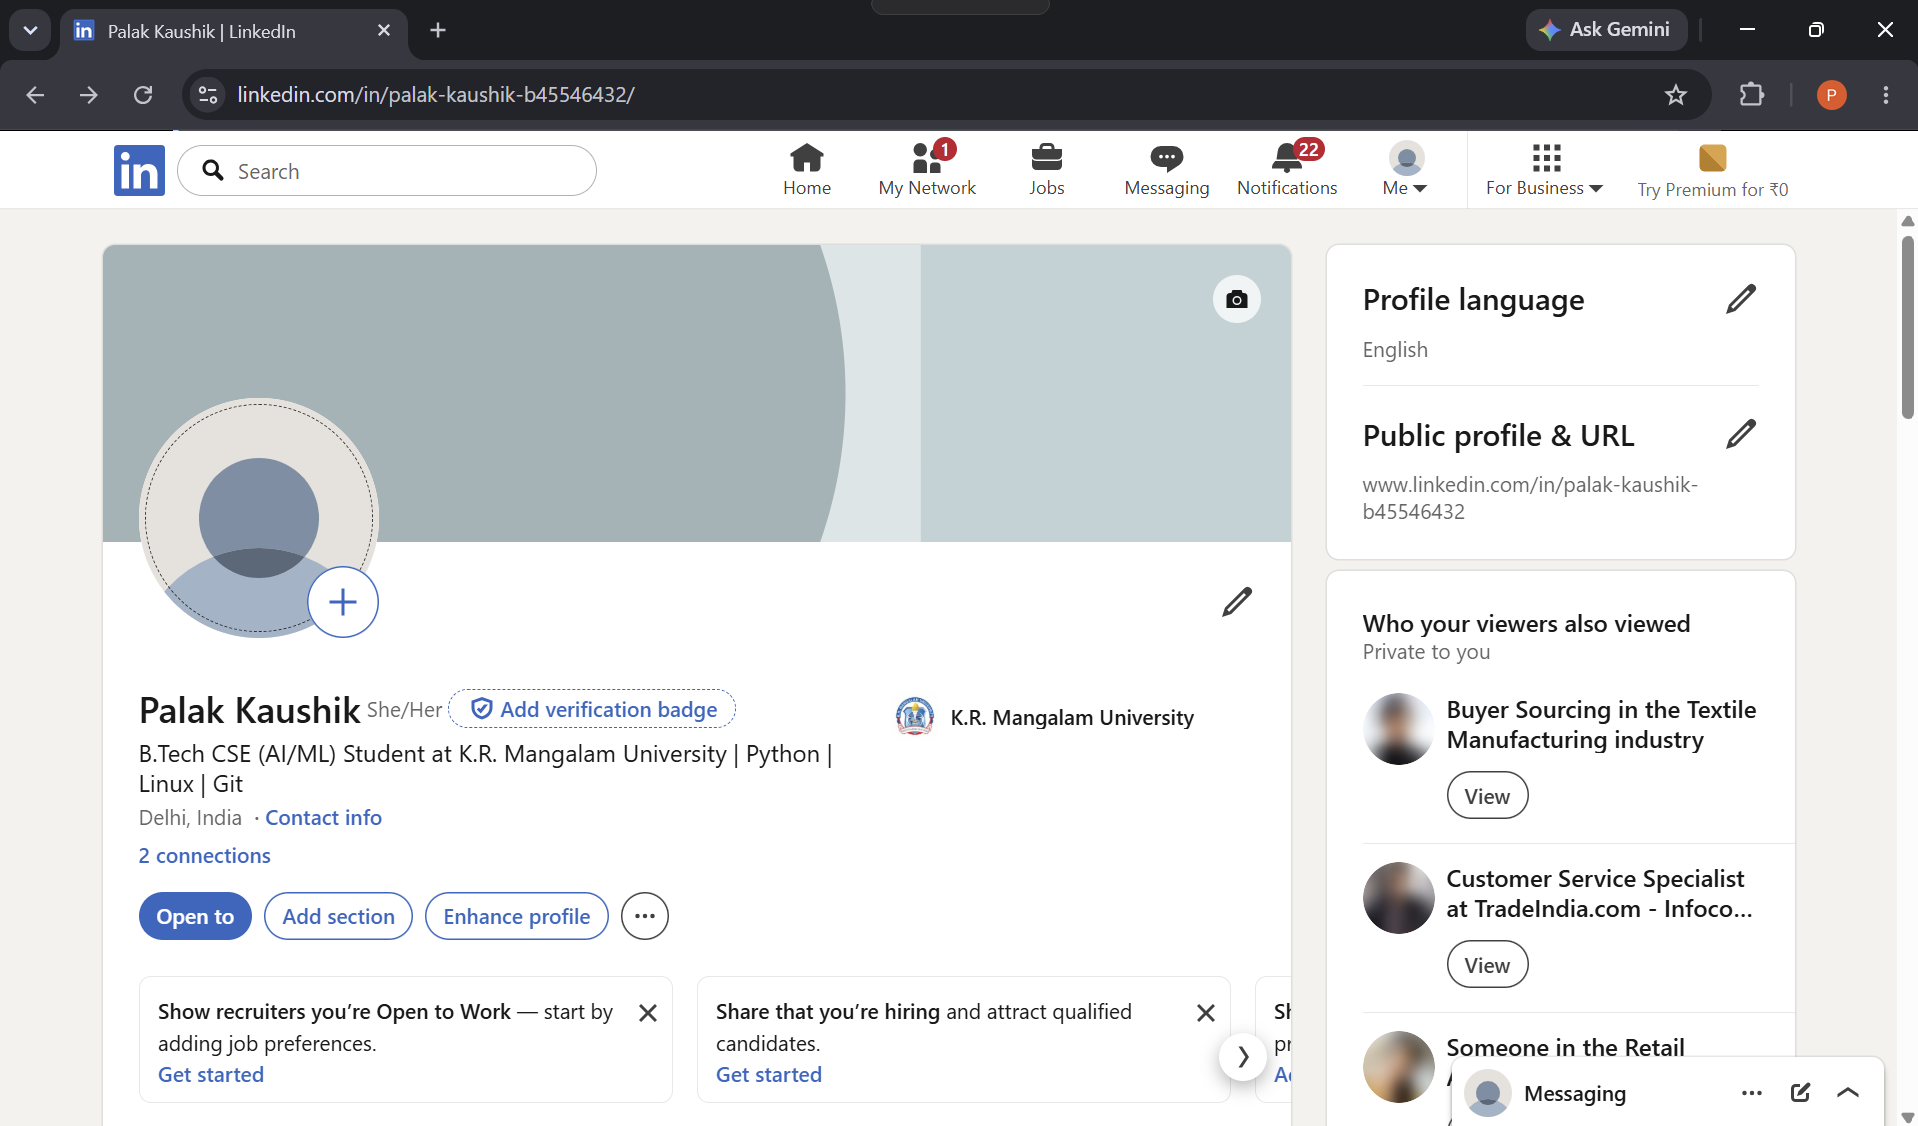 Palak Kaushik | LinkedIn
Ask Gemini
linkedin.com/in/palak-kaushik-b45546432/
P
in
Search
Home
My Network
1
Jobs
Messaging
Notifications
22
Me
For Business
Try Premium for ₹0
Profile language
English
Public profile & URL
www.linkedin.com/in/palak-kaushik-
b45546432
Palak Kaushik She/Her Add verification badge
K.R. Mangalam University
B.Tech CSE (AI/ML) Student at K.R. Mangalam University | Python |
Linux | Git
Delhi, India · Contact info
2 connections
Open to
Add section
Enhance profile
Show recruiters you're Open to Work — start by
adding job preferences.
Get started
Share that you're hiring and attract qualified
candidates.
Get started
Who your viewers also viewed
Private to you
Buyer Sourcing in the Textile
Manufacturing industry
View
Customer Service Specialist
at TradeIndia.com - Infoco...
View
Someone in the Retail
Messaging